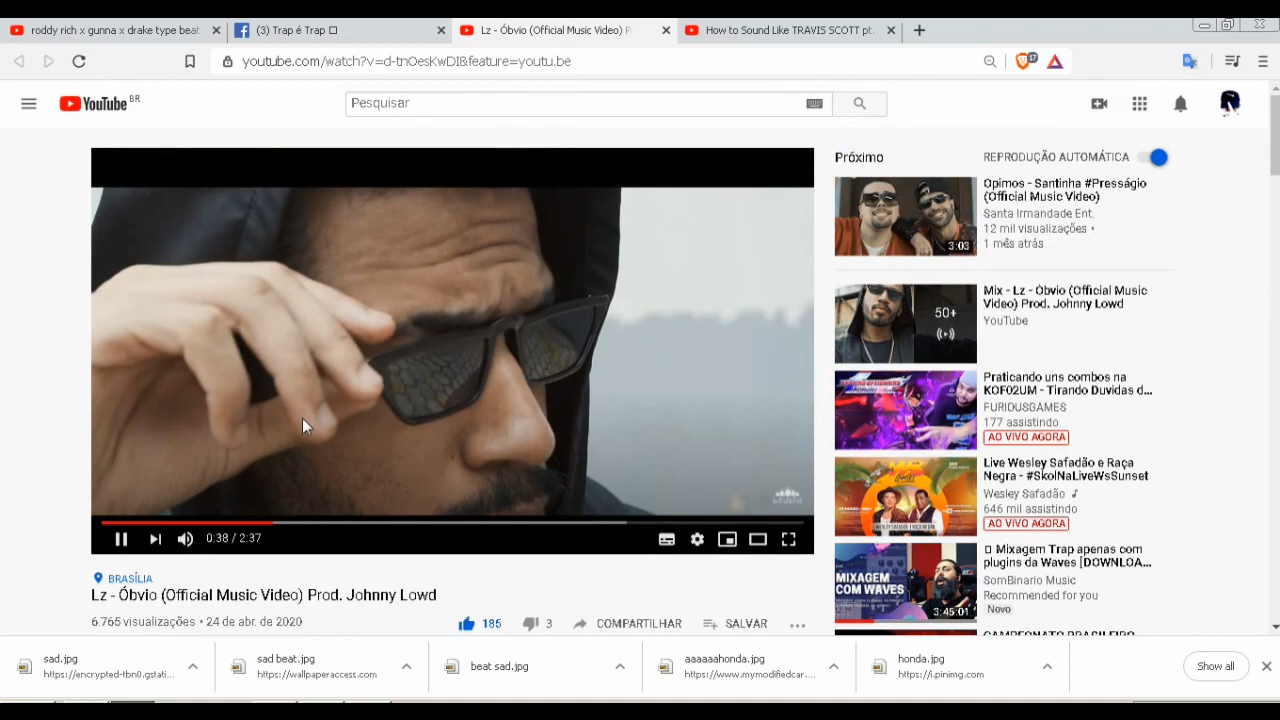 roddy rich x gunna x drake type beat
(3) Trap é Trap
Lz - Óbvio (Official Music Video) P
How to Sound Like TRAVIS SCOTT pt.
youtube.com/watch?v=d-tnOesKwDI&feature=youtu.be
17
YouTube BR
Pesquisar
Próximo
REPRODUÇÃO AUTOMÁTICA
Opimos - Santinha #Presságio
(Official Music Video)
Santa Irmandade Ent.
12 mil visualizações •
1 mês atrás
3:03
Mix - Lz - Óbvio (Official Music
Video) Prod. Johnny Lowd
YouTube
50+
Praticando uns combos na
KOF02UM - Tirando Duvidas d...
FURIOUSGAMES
177 assistindo
AO VIVO AGORA
Live Wesley Safadão e Raça
Negra - #SkolNaLiveWsSunset
Wesley Safadão
646 mil assistindo
AO VIVO AGORA
Mixagem Trap apenas com
plugins da Waves [DOWNLOA...
SomBinario Music
Recommended for you
Novo
MIXAGEM
COM WAVES
3:45:01
CAMPEONATO BRASILEIRO
0:38 / 2:37
BRASÍLIA
Lz - Óbvio (Official Music Video) Prod. Johnny Lowd
6.765 visualizações • 24 de abr. de 2020
185
3
COMPARTILHAR
SALVAR
sad.jpg
https://encrypted-tbn0.gstati...
sad beat.jpg
https://wallpaperaccess.com
beat sad.jpg
aaaaaahonda.jpg
https://www.mymodifiedcar....
honda.jpg
https://i.pinimg.com
Show all